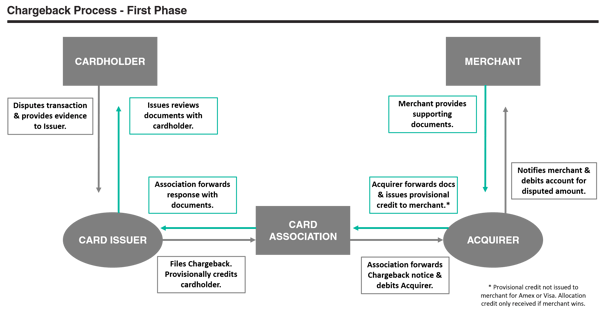 Chargeback Process - First Phase
CARDHOLDER
MERCHANT
Disputes transaction
& provides evidence
to Issuer.
Issues reviews
documents with
cardholder.
Merchant provides
supporting
documents.
Notifies merchant &
debits account for
disputed amount.
Association forwards
response with
documents.
Acquirer forwards docs
& issues provisional
credit to merchant.*
CARD ISSUER
CARD
ASSOCIATION
ACQUIRER
Files Chargeback.
Provisionally credits
cardholder.
Association forwards
Chargeback notice &
debits Acquirer.
* Provisional credit not issued to
merchant for Amex or Visa. Allocation
credit only received if merchant wins.